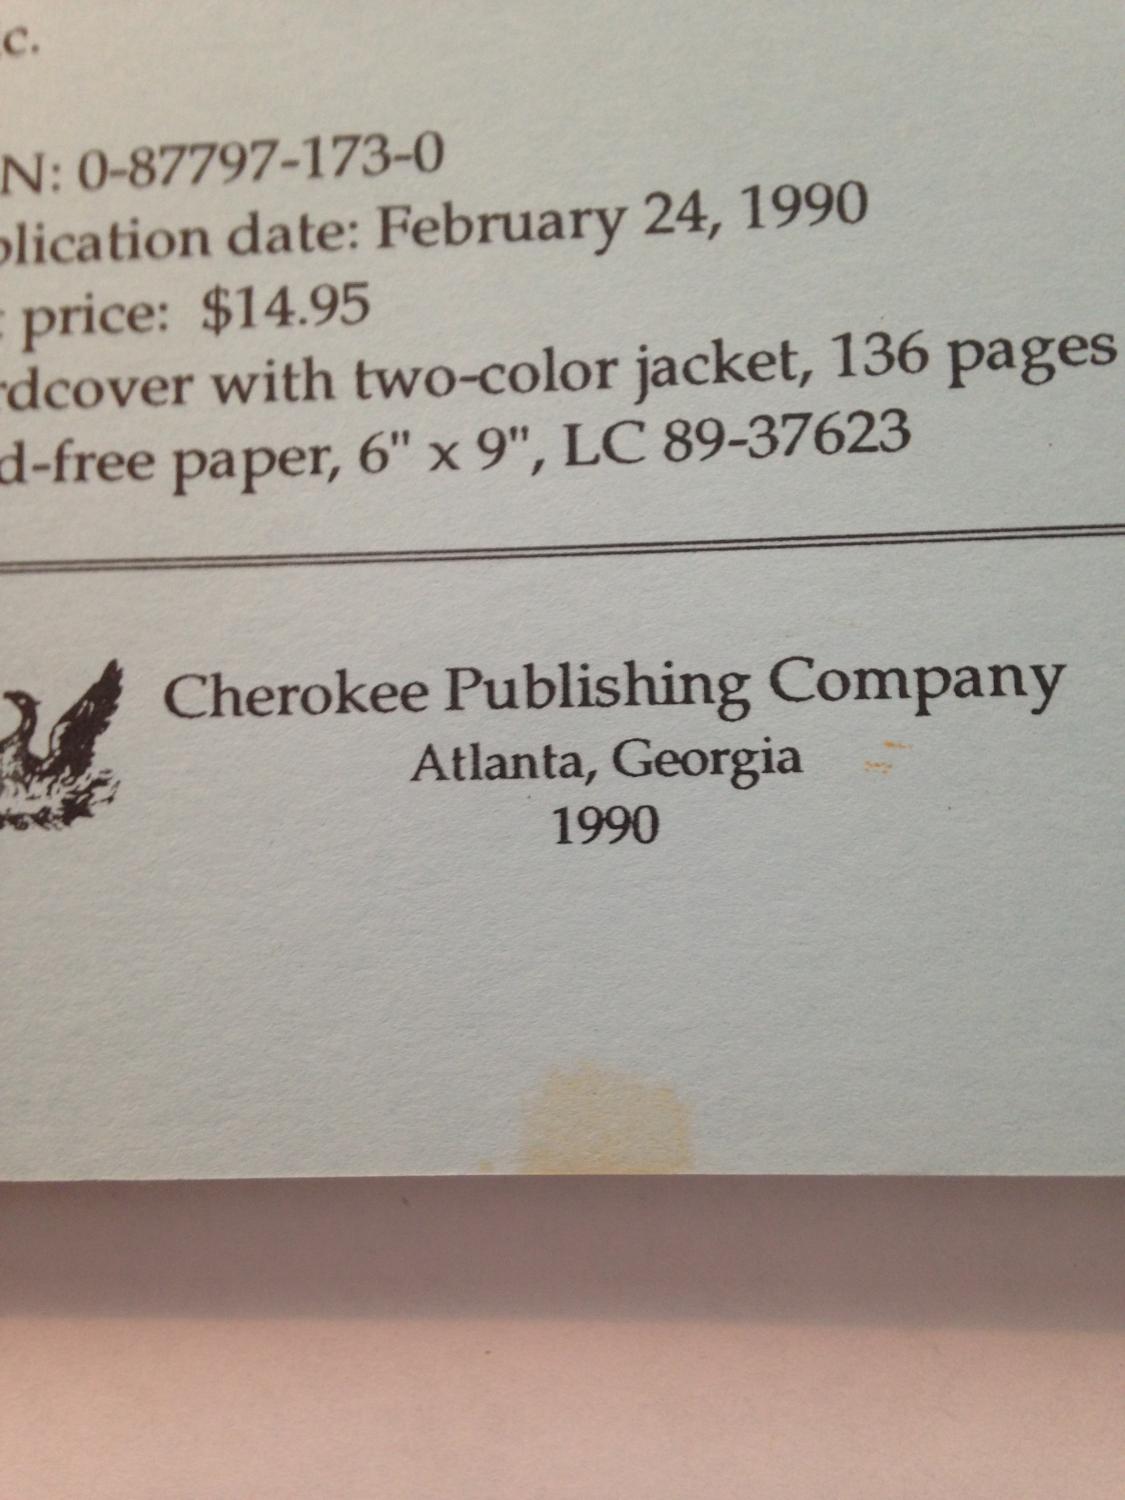 c.
N: 0-87797-173-0
plication date: February 24, 1990
price: $14.95
rdcover with two-color jacket, 136 pages
d-free paper, 6" x 9", LC 89-37623
Cherokee Publishing Company
Atlanta, Georgia
1990